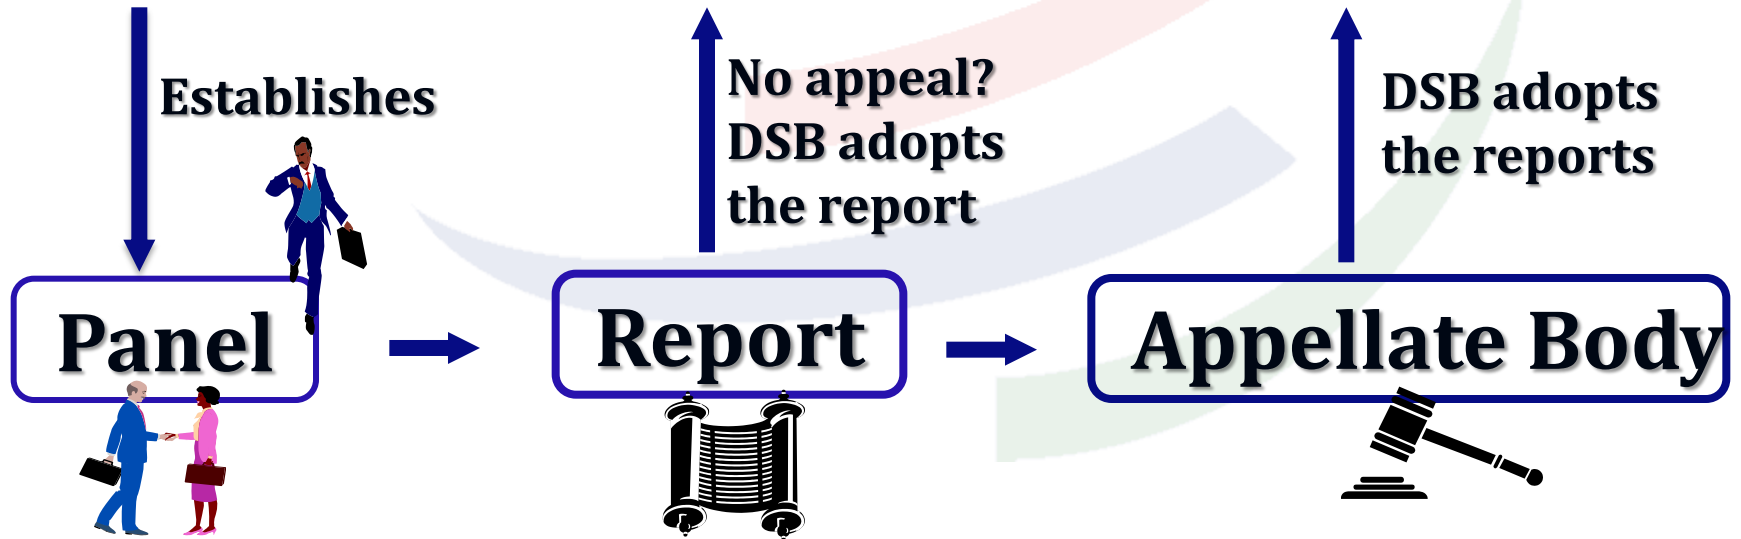 Establishes
No appeal?
DSB adopts
the report
DSB adopts
the reports
Panel
Report
Appellate Body